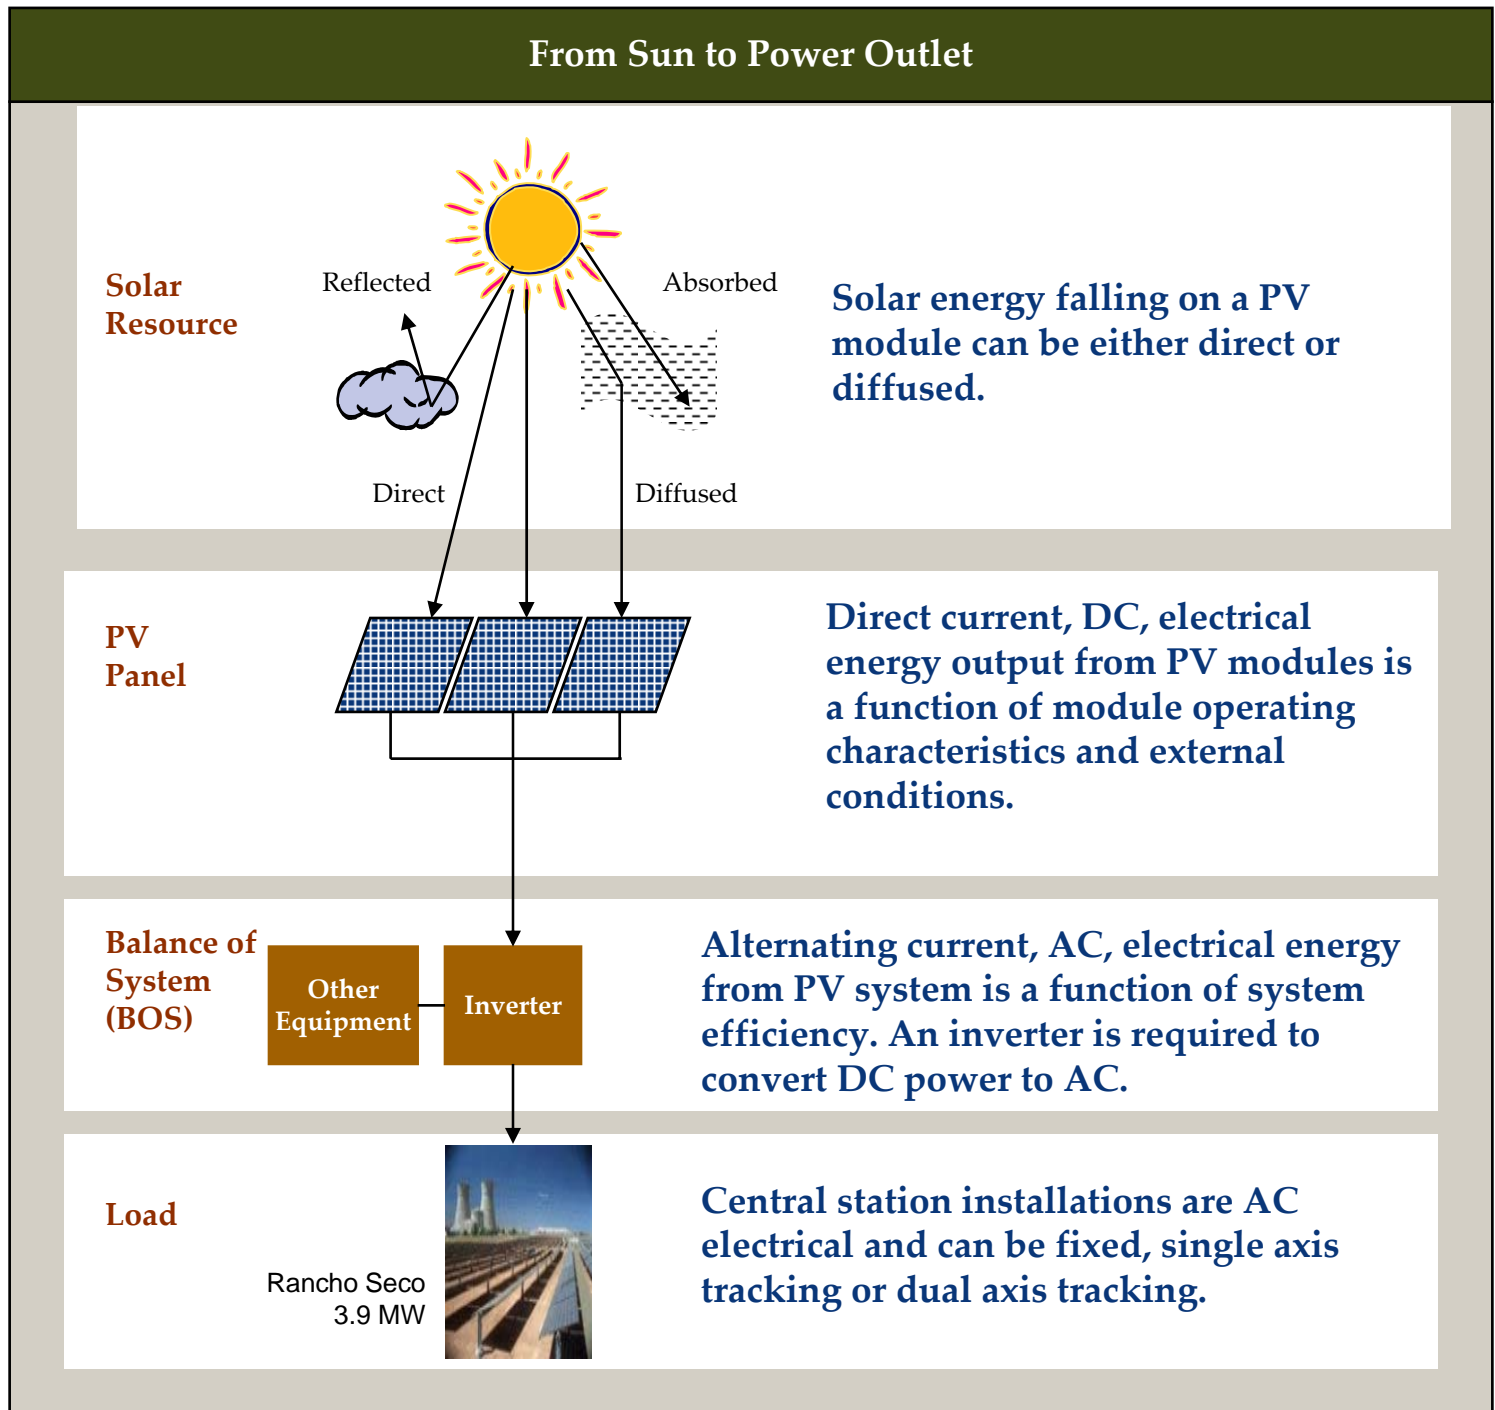 From Sun to Power Outlet
Solar
Resource
Reflected
Absorbed
Direct
Diffused
Solar energy falling on a PV
module can be either direct or
diffused.
PV
Panel
Direct current, DC, electrical
energy output from PV modules is
a function of module operating
characteristics and external
conditions.
Balance of
System
(BOS)
Other
Equipment
Inverter
Alternating current, AC, electrical energy
from PV system is a function of system
efficiency. An inverter is required to
convert DC power to AC.
Load
Rancho Seco
3.9 MW
Central station installations are AC
electrical and can be fixed, single axis
tracking or dual axis tracking.